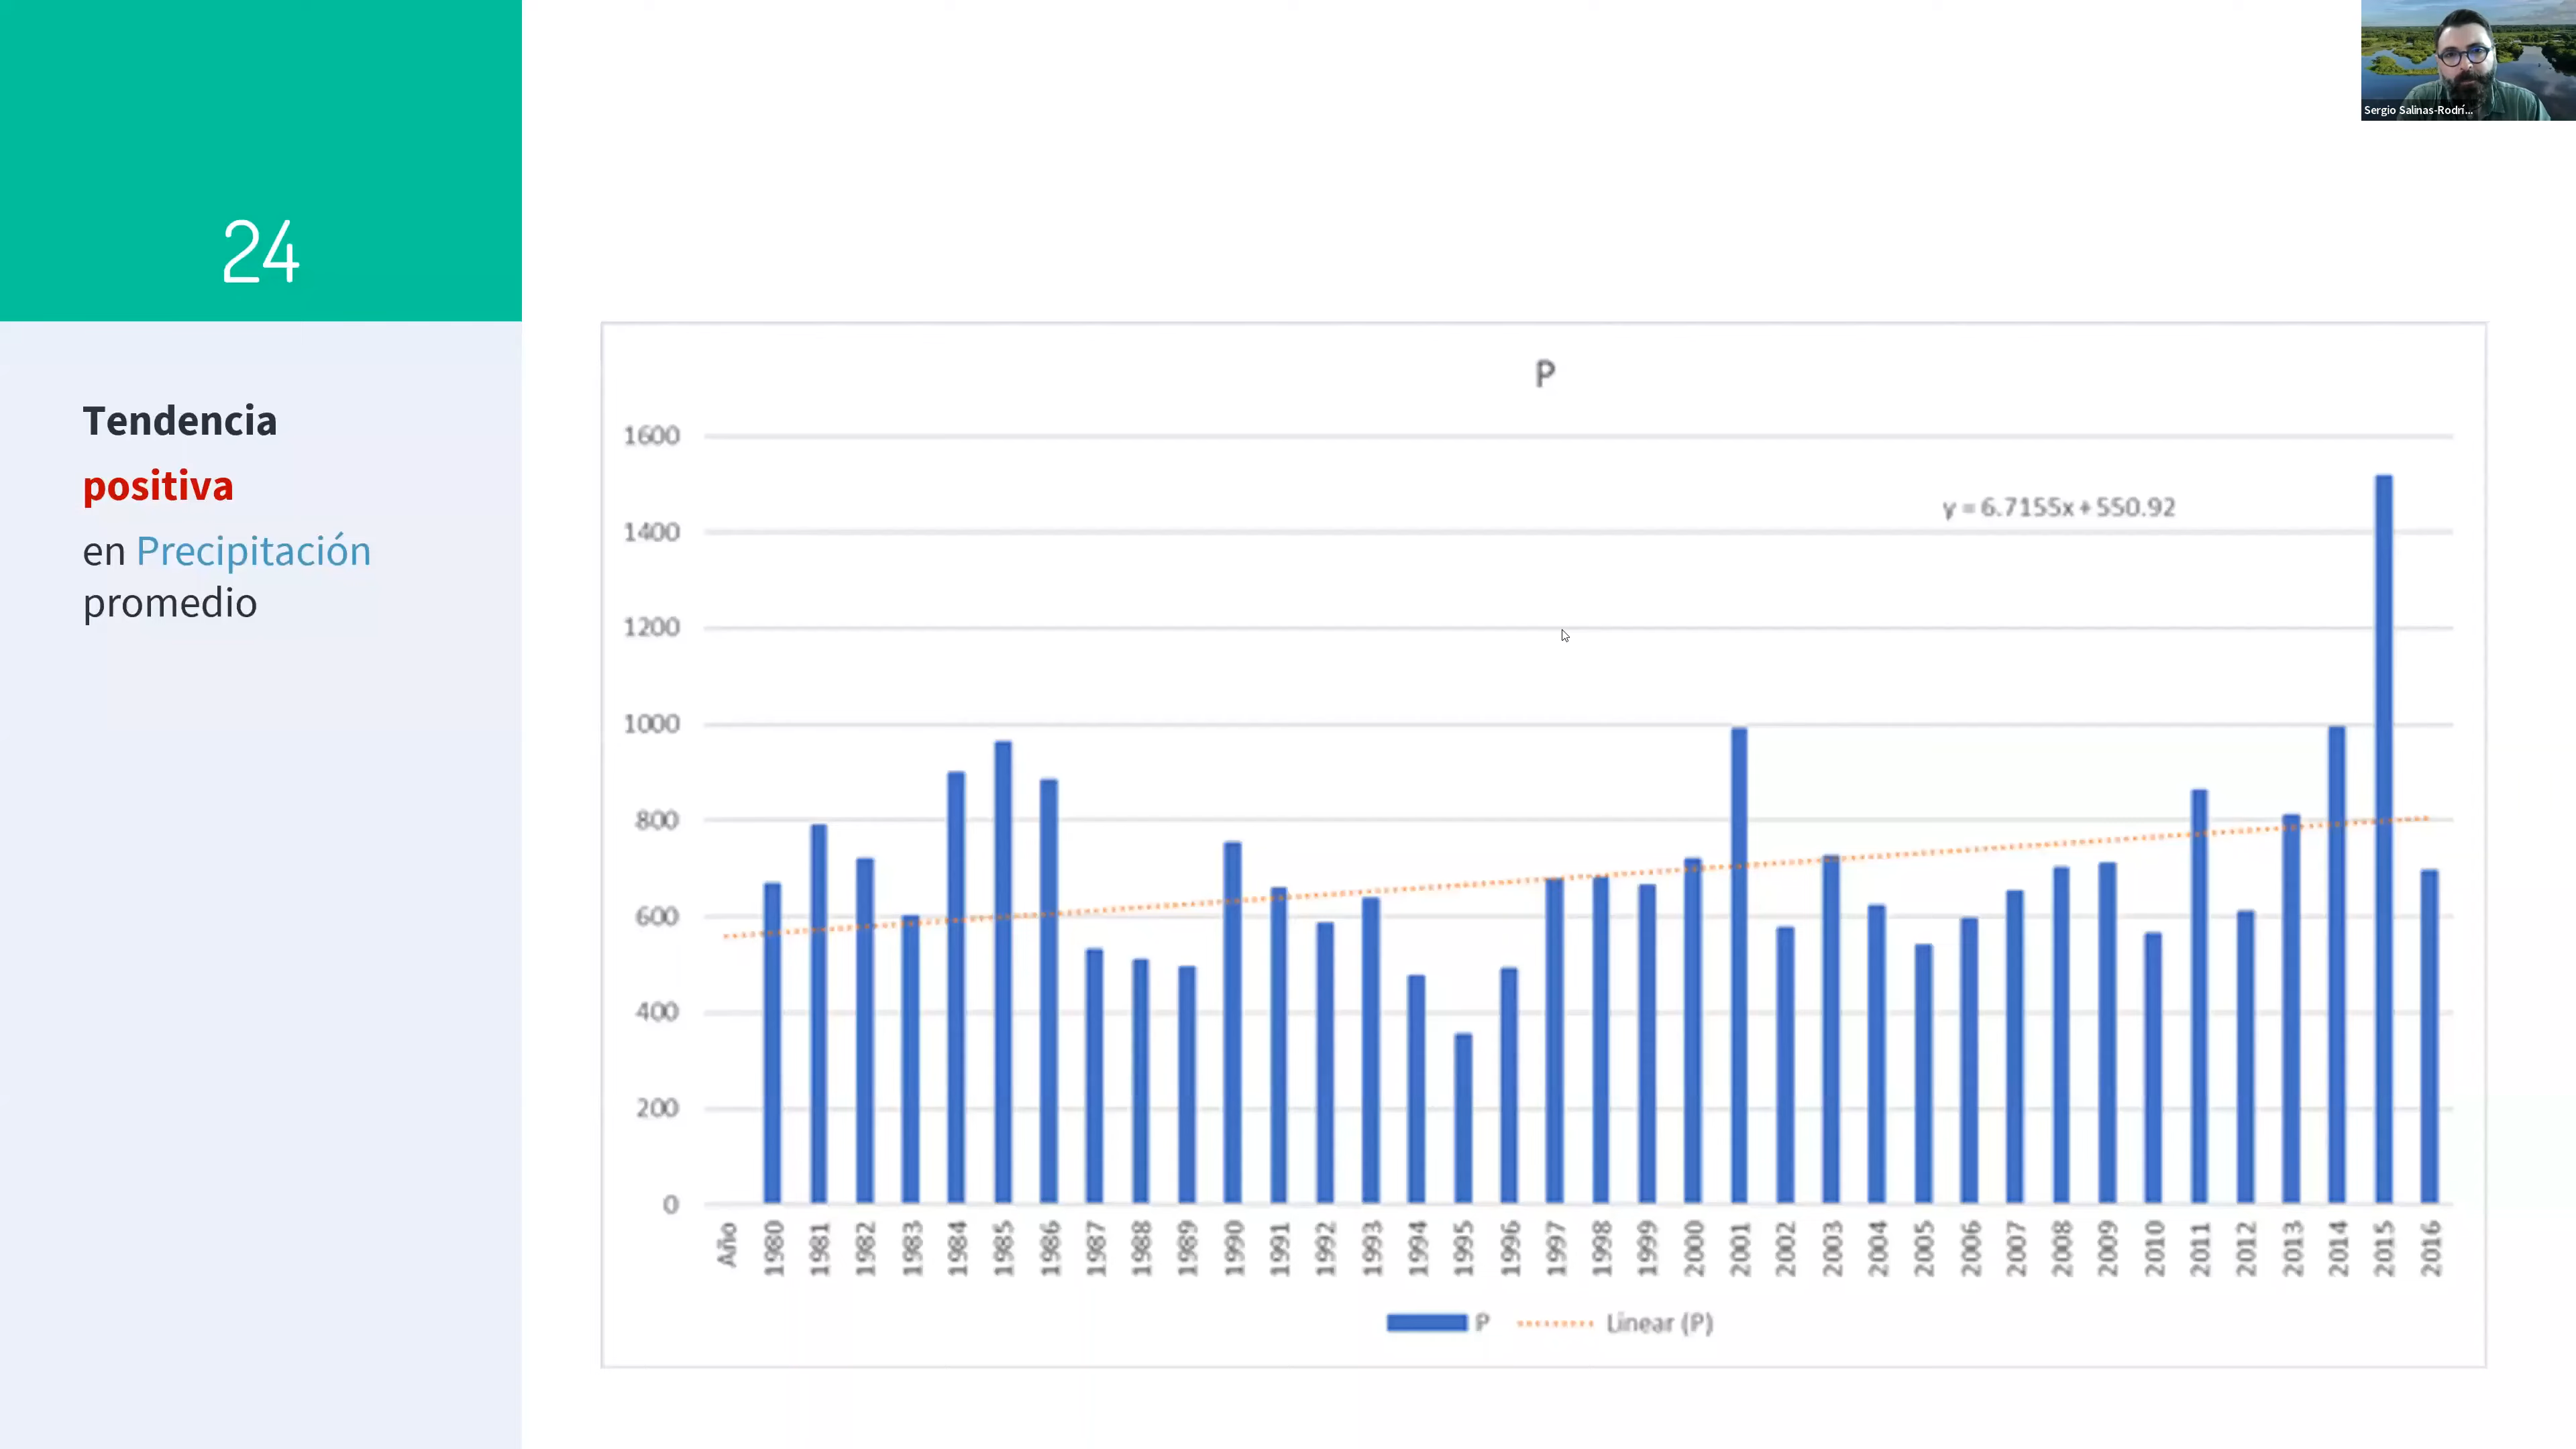 Sergio Salinas-Rodrí...
24
Tendencia
positiva
en Precipitación
promedio
P
1600
1400
1200
1000
800
600
400
200
0
y = 6.7155x + 550.92
Año 1980 1981 1982 1983 1984 1985 1986 1987 1988 1989 1990 1991 1992 1993 1994 1995 1996 1997 1998 1999 2000 2001 2002 2003 2004 2005 2006 2007 2008 2009 2010 2011 2012 2013 2014 2015 2016
P Linear (P)